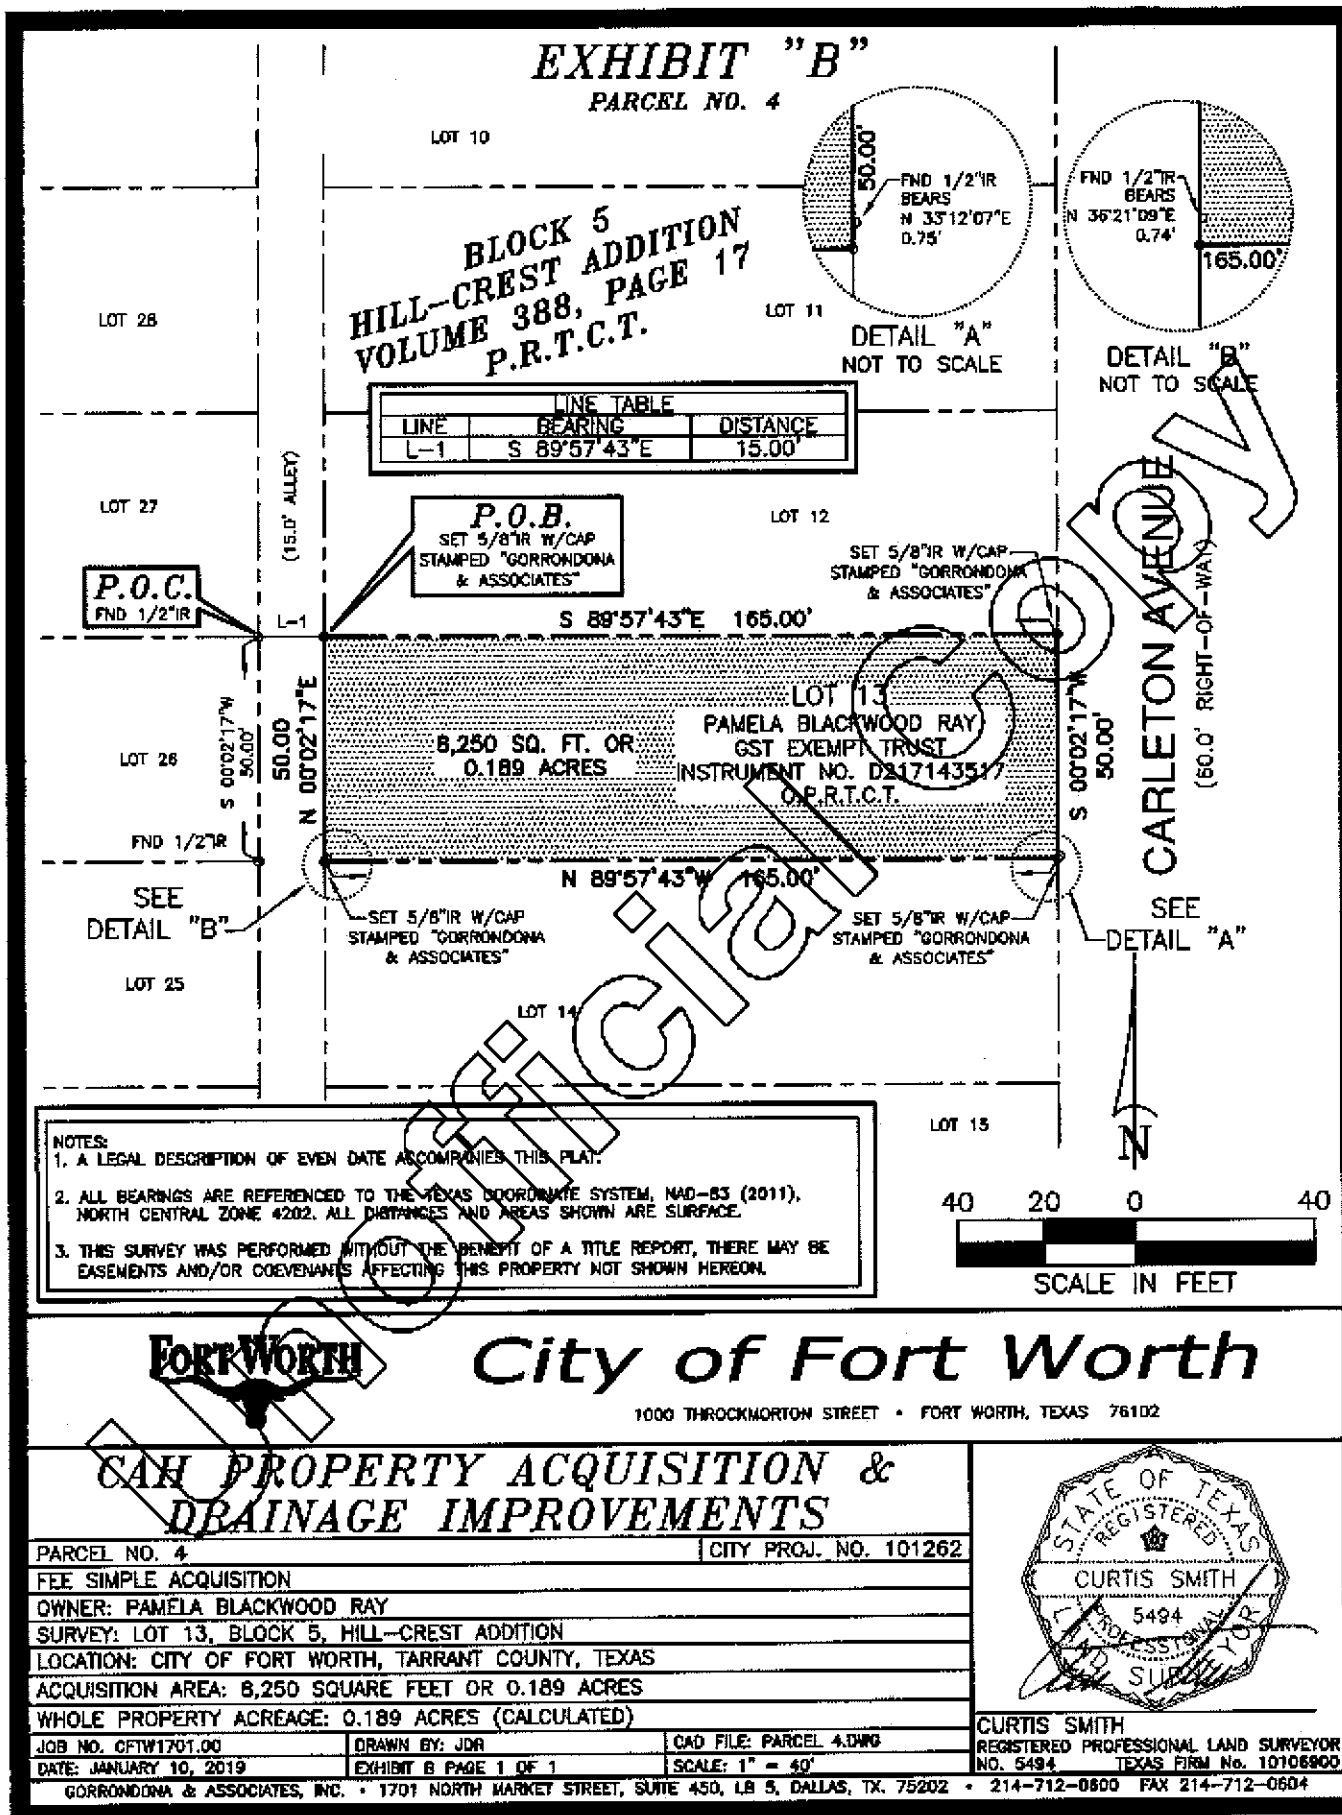 EXHIBIT "B"
PARCEL NO. 4
LOT 10
50.00'
FND 1/2"IR
BEARS
N 33°12'07"E
0.75'
DETAIL "A"
NOT TO SCALE
FND 1/2"IR
BEARS
N 36°21'09"E
0.74'
165.00'
DETAIL "B"
NOT TO SCALE
BLOCK 5
HILL-CREST ADDITION
VOLUME 388, PAGE 17
P.R.T.C.T.
LOT 28
LOT 11
LINE TABLE
LINE BEARING DISTANCE
L-1 S 89°57'43"E 15.00'
(15.0' ALLEY)
LOT 27
P.O.B.
SET 5/8"IR W/CAP
STAMPED "GORRONDONA
& ASSOCIATES"
LOT 12
SET 5/8"IR W/CAP
STAMPED "GORRONDONA
& ASSOCIATES"
P.O.C.
FND 1/2"IR
L-1
S 89°57'43"E 165.00'
CARLETON AVENUE
(60.0' RIGHT-OF-WAY)
LOT 26
S 00°02'17"W
50.00'
50.00
N 00°02'17"E
8,250 SQ. FT. OR
0.189 ACRES
LOT 13
PAMELA BLACKWOOD RAY
GST EXEMPT TRUST
INSTRUMENT NO. D217143517
O.P.R.T.C.T.
S 00°02'17"W
50.00'
FND 1/2"IR
N 89°57'43"W 165.00'
SEE
DETAIL "B"
SET 5/8"IR W/CAP
STAMPED "GORRONDONA
& ASSOCIATES"
SET 5/8"IR W/CAP
STAMPED "GORRONDONA
& ASSOCIATES"
SEE
DETAIL "A"
LOT 25
LOT 14
LOT 15
N
NOTES:
1. A LEGAL DESCRIPTION OF EVEN DATE ACCOMPANIES THIS PLAT.
2. ALL BEARINGS ARE REFERENCED TO THE TEXAS COORDINATE SYSTEM, NAD-83 (2011),
NORTH CENTRAL ZONE 4202. ALL DISTANCES AND AREAS SHOWN ARE SURFACE.
3. THIS SURVEY WAS PERFORMED WITHOUT THE BENEFIT OF A TITLE REPORT, THERE MAY BE
EASEMENTS AND/OR COEVENANTS AFFECTING THIS PROPERTY NOT SHOWN HEREON.
40 20 0 40
SCALE IN FEET
Unofficial Copy
FORT WORTH
City of Fort Worth
1000 THROCKMORTON STREET • FORT WORTH, TEXAS 76102
CAH PROPERTY ACQUISITION &
DRAINAGE IMPROVEMENTS
PARCEL NO. 4 CITY PROJ. NO. 101262
FEE SIMPLE ACQUISITION
OWNER: PAMELA BLACKWOOD RAY
SURVEY: LOT 13, BLOCK 5, HILL-CREST ADDITION
LOCATION: CITY OF FORT WORTH, TARRANT COUNTY, TEXAS
ACQUISITION AREA: 8,250 SQUARE FEET OR 0.189 ACRES
WHOLE PROPERTY ACREAGE: 0.189 ACRES (CALCULATED)
JOB NO. CFTW1701.00 DRAWN BY: JDR CAD FILE: PARCEL 4.DWG
DATE: JANUARY 10, 2019 EXHIBIT B PAGE 1 OF 1 SCALE: 1" = 40'
STATE OF TEXAS
REGISTERED
CURTIS SMITH
5494
PROFESSIONAL
LAND SURVEYOR
CURTIS SMITH
REGISTERED PROFESSIONAL LAND SURVEYOR
NO. 5494 TEXAS FIRM No. 10106900
GORRONDONA & ASSOCIATES, INC. • 1701 NORTH MARKET STREET, SUITE 450, LB 5, DALLAS, TX. 75202 • 214-712-0600 FAX 214-712-0604